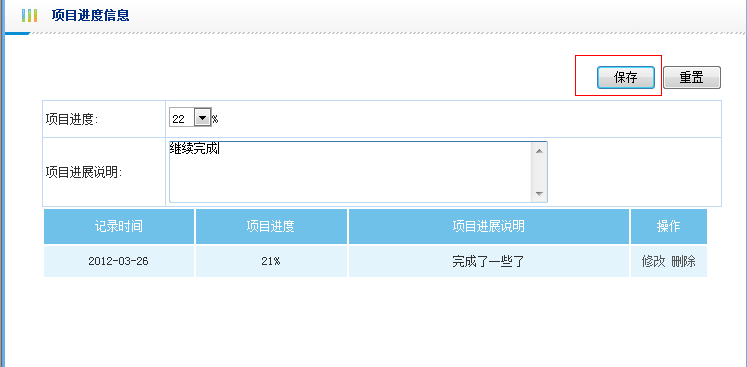 项目进度信息
保存 重置
项目进度: 22 %
项目进展说明: 继续完成
记录时间 项目进度 项目进展说明 操作
2012-03-26 21% 完成了一些了 修改 删除